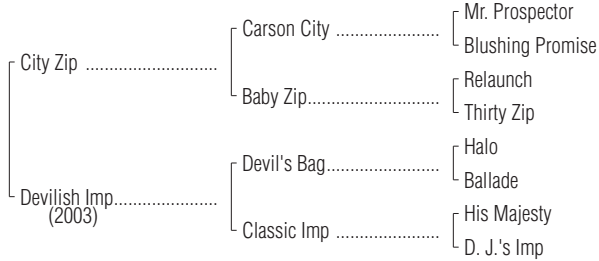 Mr. Prospector
Carson City ....................
Blushing Promise
City Zip .........................
Relaunch
Baby Zip.........................
Thirty Zip
Halo
Devil's Bag......................
Ballade
Devilish Imp....................
(2003)
His Majesty
Classic Imp ....................
D. J.'s Imp